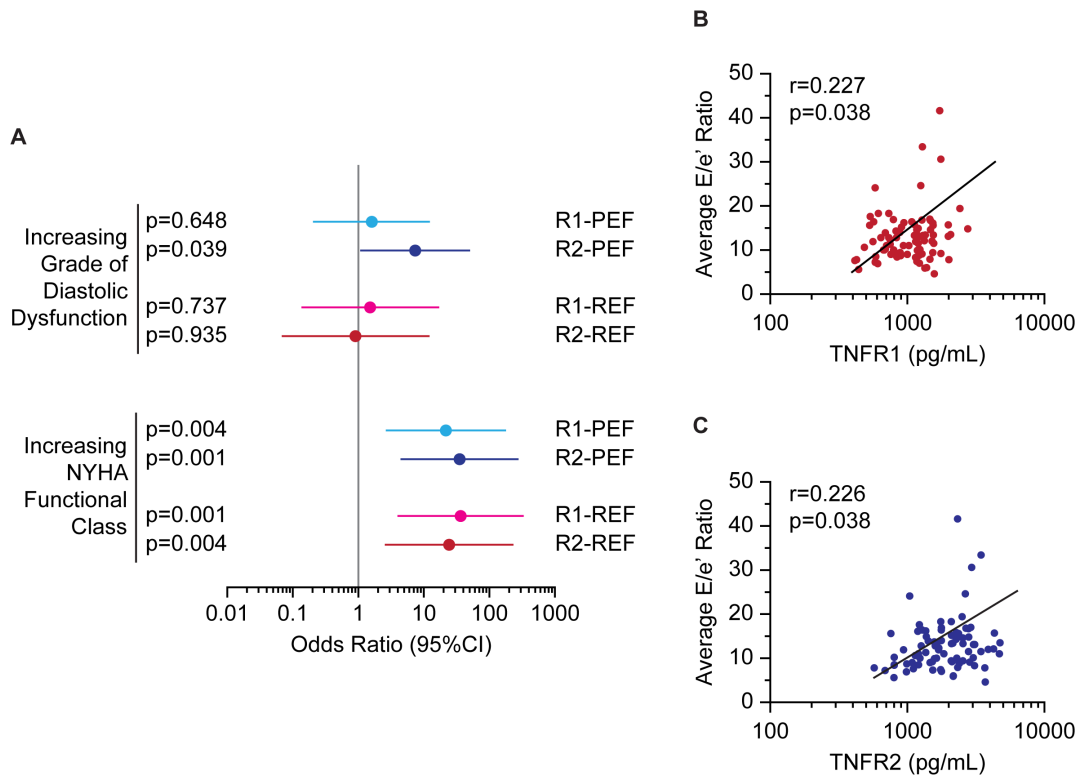 A
Increasing
Grade of
Diastolic
Dysfunction
p=0.648
R1-PEF
p=0.039
R2-PEF
p=0.737
R1-REF
p=0.935
R2-REF
Increasing
NYHA
Functional
Class
p=0.004
R1-PEF
p=0.001
R2-PEF
p=0.001
R1-REF
p=0.004
R2-REF
0.01 0.1 1 10 100 1000
Odds Ratio (95%CI)
B
r=0.227
p=0.038
Average E/e' Ratio
50
40
30
20
10
0
100 1000 10000
TNFR1 (pg/mL)
C
r=0.226
p=0.038
Average E/e' Ratio
50
40
30
20
10
0
100 1000 10000
TNFR2 (pg/mL)